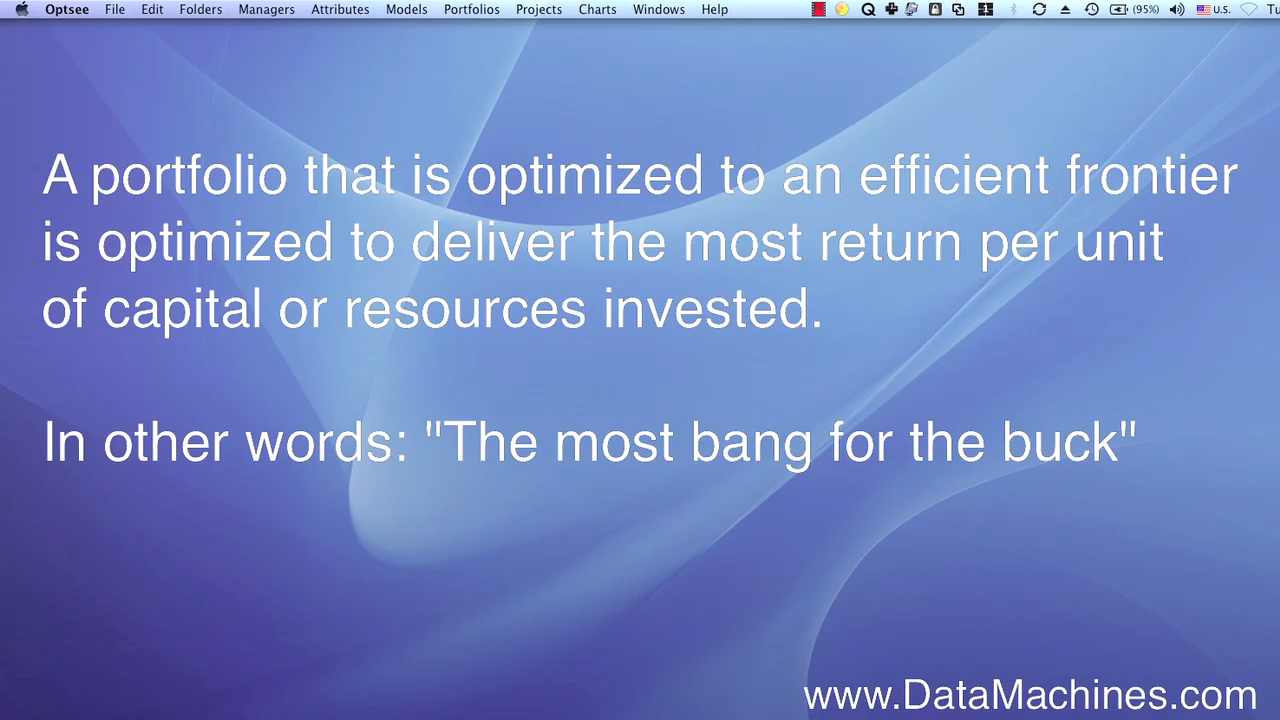 Optsee File Edit Folders Managers Attributes Models Portfolios Projects Charts Windows Help (95%) U.S.
A portfolio that is optimized to an efficient frontier
is optimized to deliver the most return per unit
of capital or resources invested.
In other words: "The most bang for the buck"
www.DataMachines.com